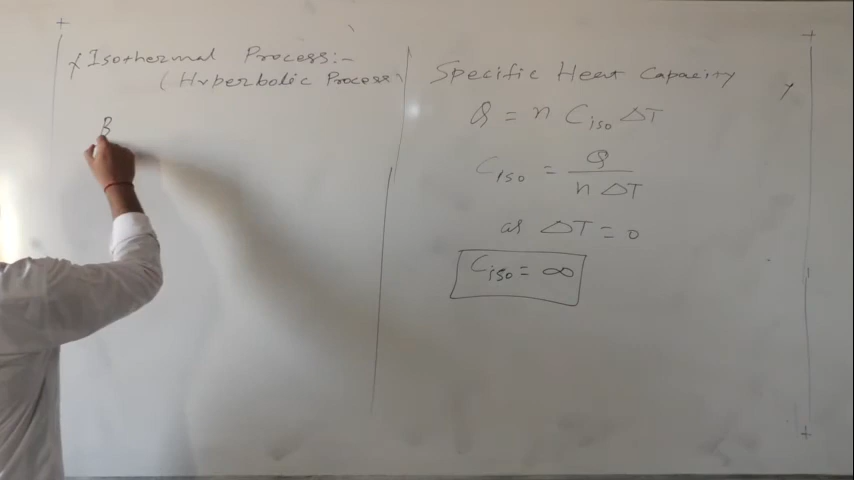 Isothermal Process:-
(Hyperbolic Process)
B
Specific Heat Capacity
Q = n C_iso ΔT
C_iso = Q / n ΔT
as ΔT = 0
C_iso = ∞